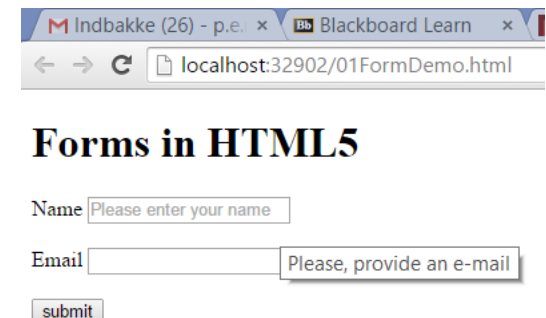 Indbakke (26) - p.e. Blackboard Learn
localhost:32902/01FormDemo.html
Forms in HTML5
Name Please enter your name
Email Please, provide an e-mail
submit